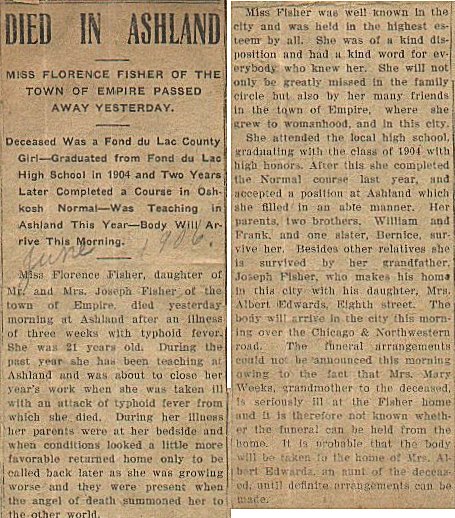 DIED IN ASHLAND
MISS FLORENCE FISHER OF THE
TOWN OF EMPIRE PASSED
AWAY YESTERDAY.
Deceased Was a Fond du Lac County
Girl—Graduated from Fond du Lac
High School in 1904 and Two Years
Later Completed a Course in Osh-
kosh Normal—Was Teaching in
Ashland This Year—Body Will Ar-
rive This Morning.
June 1906.
Miss Florence Fisher, daughter of
Mr. and Mrs. Joseph Fisher of the
town of Empire, died yesterday
morning at Ashland after an illness
of three weeks with typhoid fever.
She was 21 years old. During the
past year she has been teaching at
Ashland and was about to close her
year's work when she was taken ill
with an attack of typhoid fever from
which she died. During her illness
her parents were at her bedside and
when conditions looked a little more
favorable returned home only to be
called back later as she was growing
worse and they were present when
the angel of death summoned her to
the other world.
Miss Fisher was well known in the
city and was held in the highest es-
teem by all. She was of a kind dis-
position and had a kind word for ev-
erybody who knew her. She will not
only be greatly missed in the family
circle but also by her many friends
in the town of Empire, where she
grew to womanhood, and in this city.
She attended the local high school,
graduating with the class of 1904 with
high honors. After this she completed
the Normal course last year, and
accepted a position at Ashland which
she filled in an able manner. Her
parents, two brothers, William and
Frank, and one sister, Bernice, sur-
vive her. Besides other relatives she
is survived by her grandfather,
Joseph Fisher, who makes his home
in this city with his daughter, Mrs.
Albert Edwards, Eighth street. The
body will arrive in the city this morn-
ing over the Chicago & Northwestern
road. The funeral arrangements
could not be announced this morning
owing to the fact that Mrs. Mary
Weeks, grandmother to the deceased,
is seriously ill at the Fisher home
and it is therefore not known wheth-
er the funeral can be held from the
home. It is probable that the body
will be taken to the home of Mrs. Al-
bert Edwards, an aunt of the deceas-
ed, until definite arrangements can be
made.